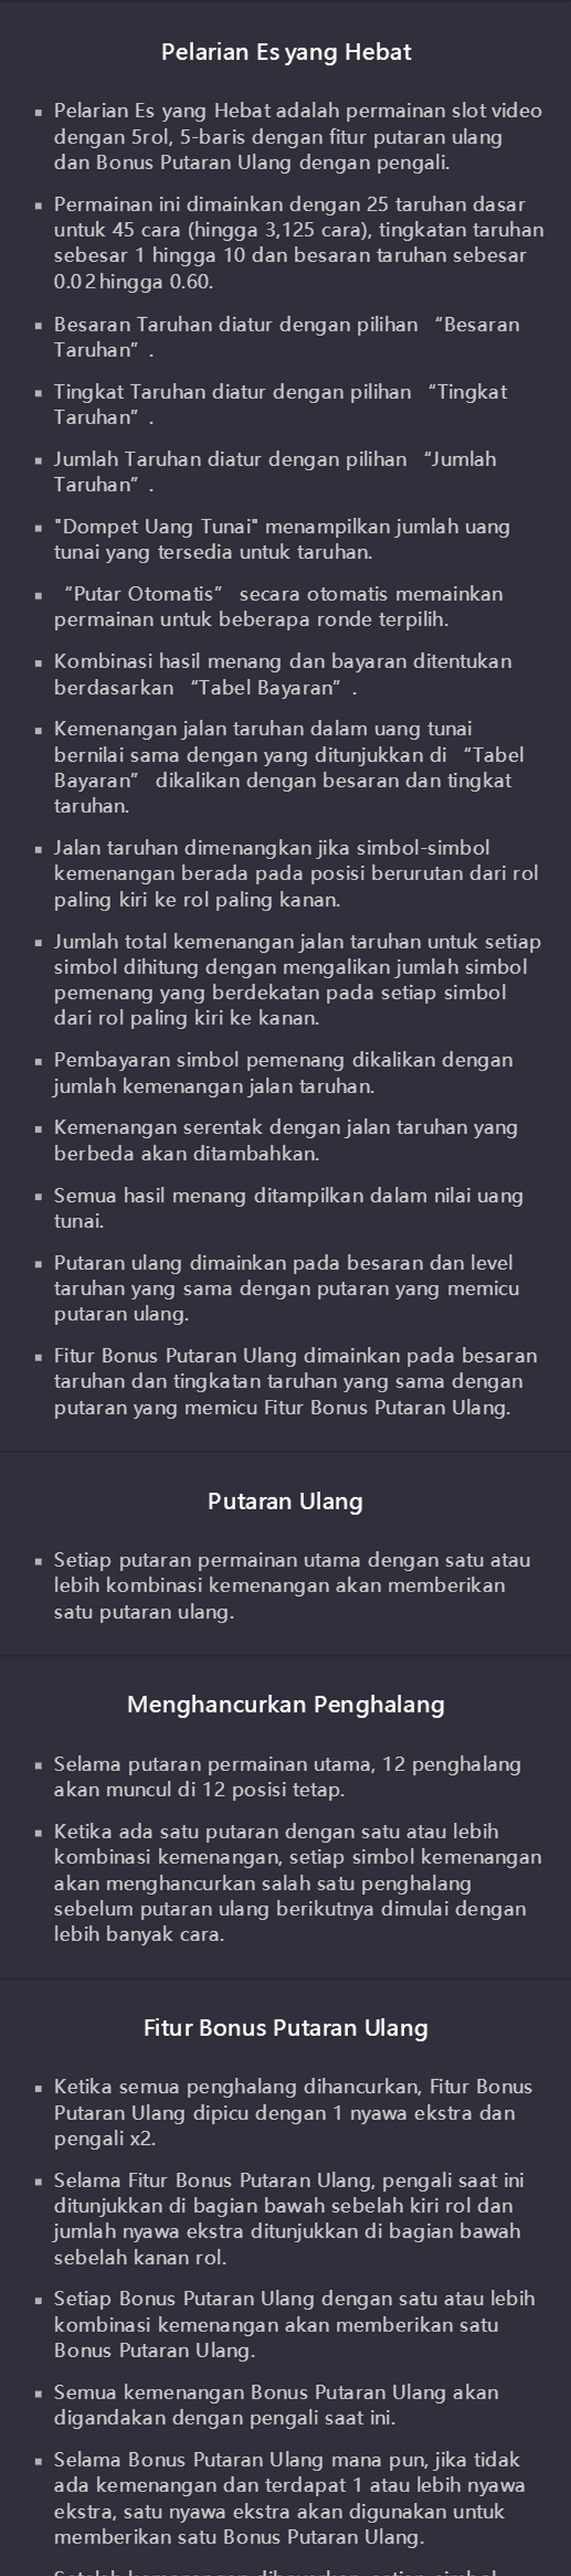 Pelarian Es yang Hebat
▪ Pelarian Es yang Hebat adalah permainan slot video
dengan 5rol, 5-baris dengan fitur putaran ulang
dan Bonus Putaran Ulang dengan pengali.
▪ Permainan ini dimainkan dengan 25 taruhan dasar
untuk 45 cara (hingga 3,125 cara), tingkatan taruhan
sebesar 1 hingga 10 dan besaran taruhan sebesar
0.02 hingga 0.60.
▪ Besaran Taruhan diatur dengan pilihan “Besaran
Taruhan” .
▪ Tingkat Taruhan diatur dengan pilihan “Tingkat
Taruhan” .
▪ Jumlah Taruhan diatur dengan pilihan “Jumlah
Taruhan” .
▪ "Dompet Uang Tunai" menampilkan jumlah uang
tunai yang tersedia untuk taruhan.
▪ “Putar Otomatis” secara otomatis memainkan
permainan untuk beberapa ronde terpilih.
▪ Kombinasi hasil menang dan bayaran ditentukan
berdasarkan “Tabel Bayaran” .
▪ Kemenangan jalan taruhan dalam uang tunai
bernilai sama dengan yang ditunjukkan di “Tabel
Bayaran” dikalikan dengan besaran dan tingkat
taruhan.
▪ Jalan taruhan dimenangkan jika simbol-simbol
kemenangan berada pada posisi berurutan dari rol
paling kiri ke rol paling kanan.
▪ Jumlah total kemenangan jalan taruhan untuk setiap
simbol dihitung dengan mengalikan jumlah simbol
pemenang yang berdekatan pada setiap simbol
dari rol paling kiri ke kanan.
▪ Pembayaran simbol pemenang dikalikan dengan
jumlah kemenangan jalan taruhan.
▪ Kemenangan serentak dengan jalan taruhan yang
berbeda akan ditambahkan.
▪ Semua hasil menang ditampilkan dalam nilai uang
tunai.
▪ Putaran ulang dimainkan pada besaran dan level
taruhan yang sama dengan putaran yang memicu
putaran ulang.
▪ Fitur Bonus Putaran Ulang dimainkan pada besaran
taruhan dan tingkatan taruhan yang sama dengan
putaran yang memicu Fitur Bonus Putaran Ulang.
Putaran Ulang
▪ Setiap putaran permainan utama dengan satu atau
lebih kombinasi kemenangan akan memberikan
satu putaran ulang.
Menghancurkan Penghalang
▪ Selama putaran permainan utama, 12 penghalang
akan muncul di 12 posisi tetap.
▪ Ketika ada satu putaran dengan satu atau lebih
kombinasi kemenangan, setiap simbol kemenangan
akan menghancurkan salah satu penghalang
sebelum putaran ulang berikutnya dimulai dengan
lebih banyak cara.
Fitur Bonus Putaran Ulang
▪ Ketika semua penghalang dihancurkan, Fitur Bonus
Putaran Ulang dipicu dengan 1 nyawa ekstra dan
pengali x2.
▪ Selama Fitur Bonus Putaran Ulang, pengali saat ini
ditunjukkan di bagian bawah sebelah kiri rol dan
jumlah nyawa ekstra ditunjukkan di bagian bawah
sebelah kanan rol.
▪ Setiap Bonus Putaran Ulang dengan satu atau lebih
kombinasi kemenangan akan memberikan satu
Bonus Putaran Ulang.
▪ Semua kemenangan Bonus Putaran Ulang akan
digandakan dengan pengali saat ini.
▪ Selama Bonus Putaran Ulang mana pun, jika tidak
ada kemenangan dan terdapat 1 atau lebih nyawa
ekstra, satu nyawa ekstra akan digunakan untuk
memberikan satu Bonus Putaran Ulang.